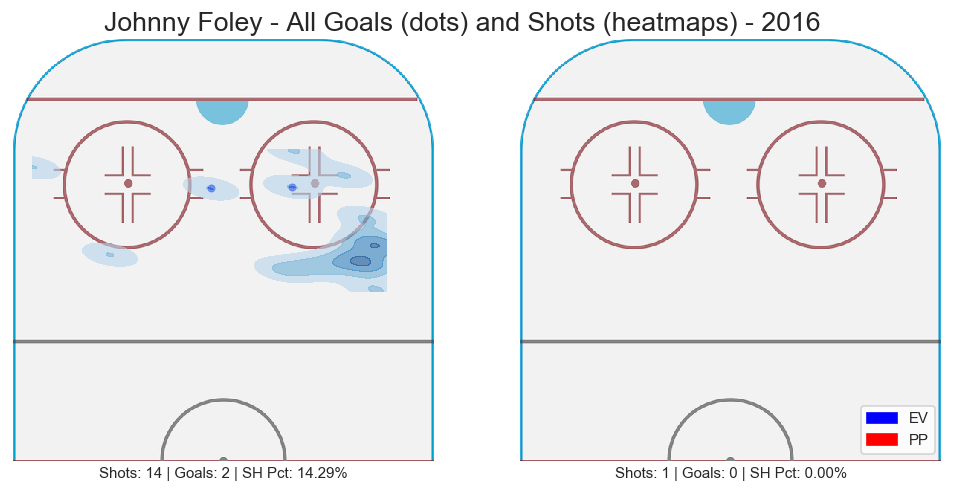 Johnny Foley - All Goals (dots) and Shots (heatmaps) - 2016
EV
PP
Shots: 14 | Goals: 2 | SH Pct: 14.29%
Shots: 1 | Goals: 0 | SH Pct: 0.00%